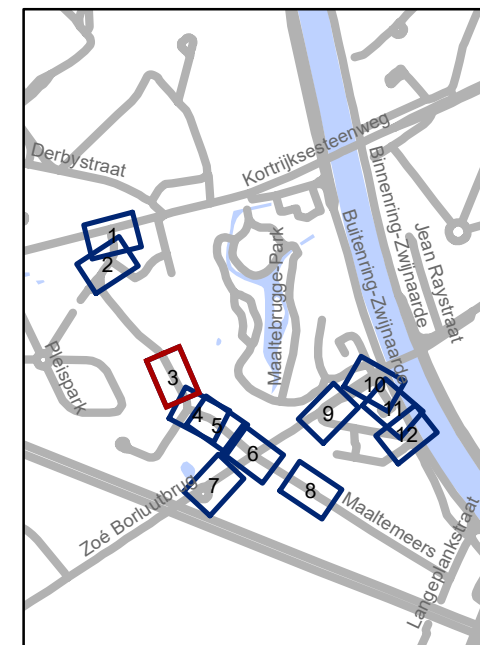 Derbystraat
Kortrijksesteenweg
Binnenring-Zwijnaarde
Jean Raystraat
Buitenring-Zwijnaarde
Maaltebrugge-Park
1
2
Pleispark
3
4
5
6
7
8
9
10
11
12
Zoé Borluutbrug
Maaltemeers
Langeplankstraat